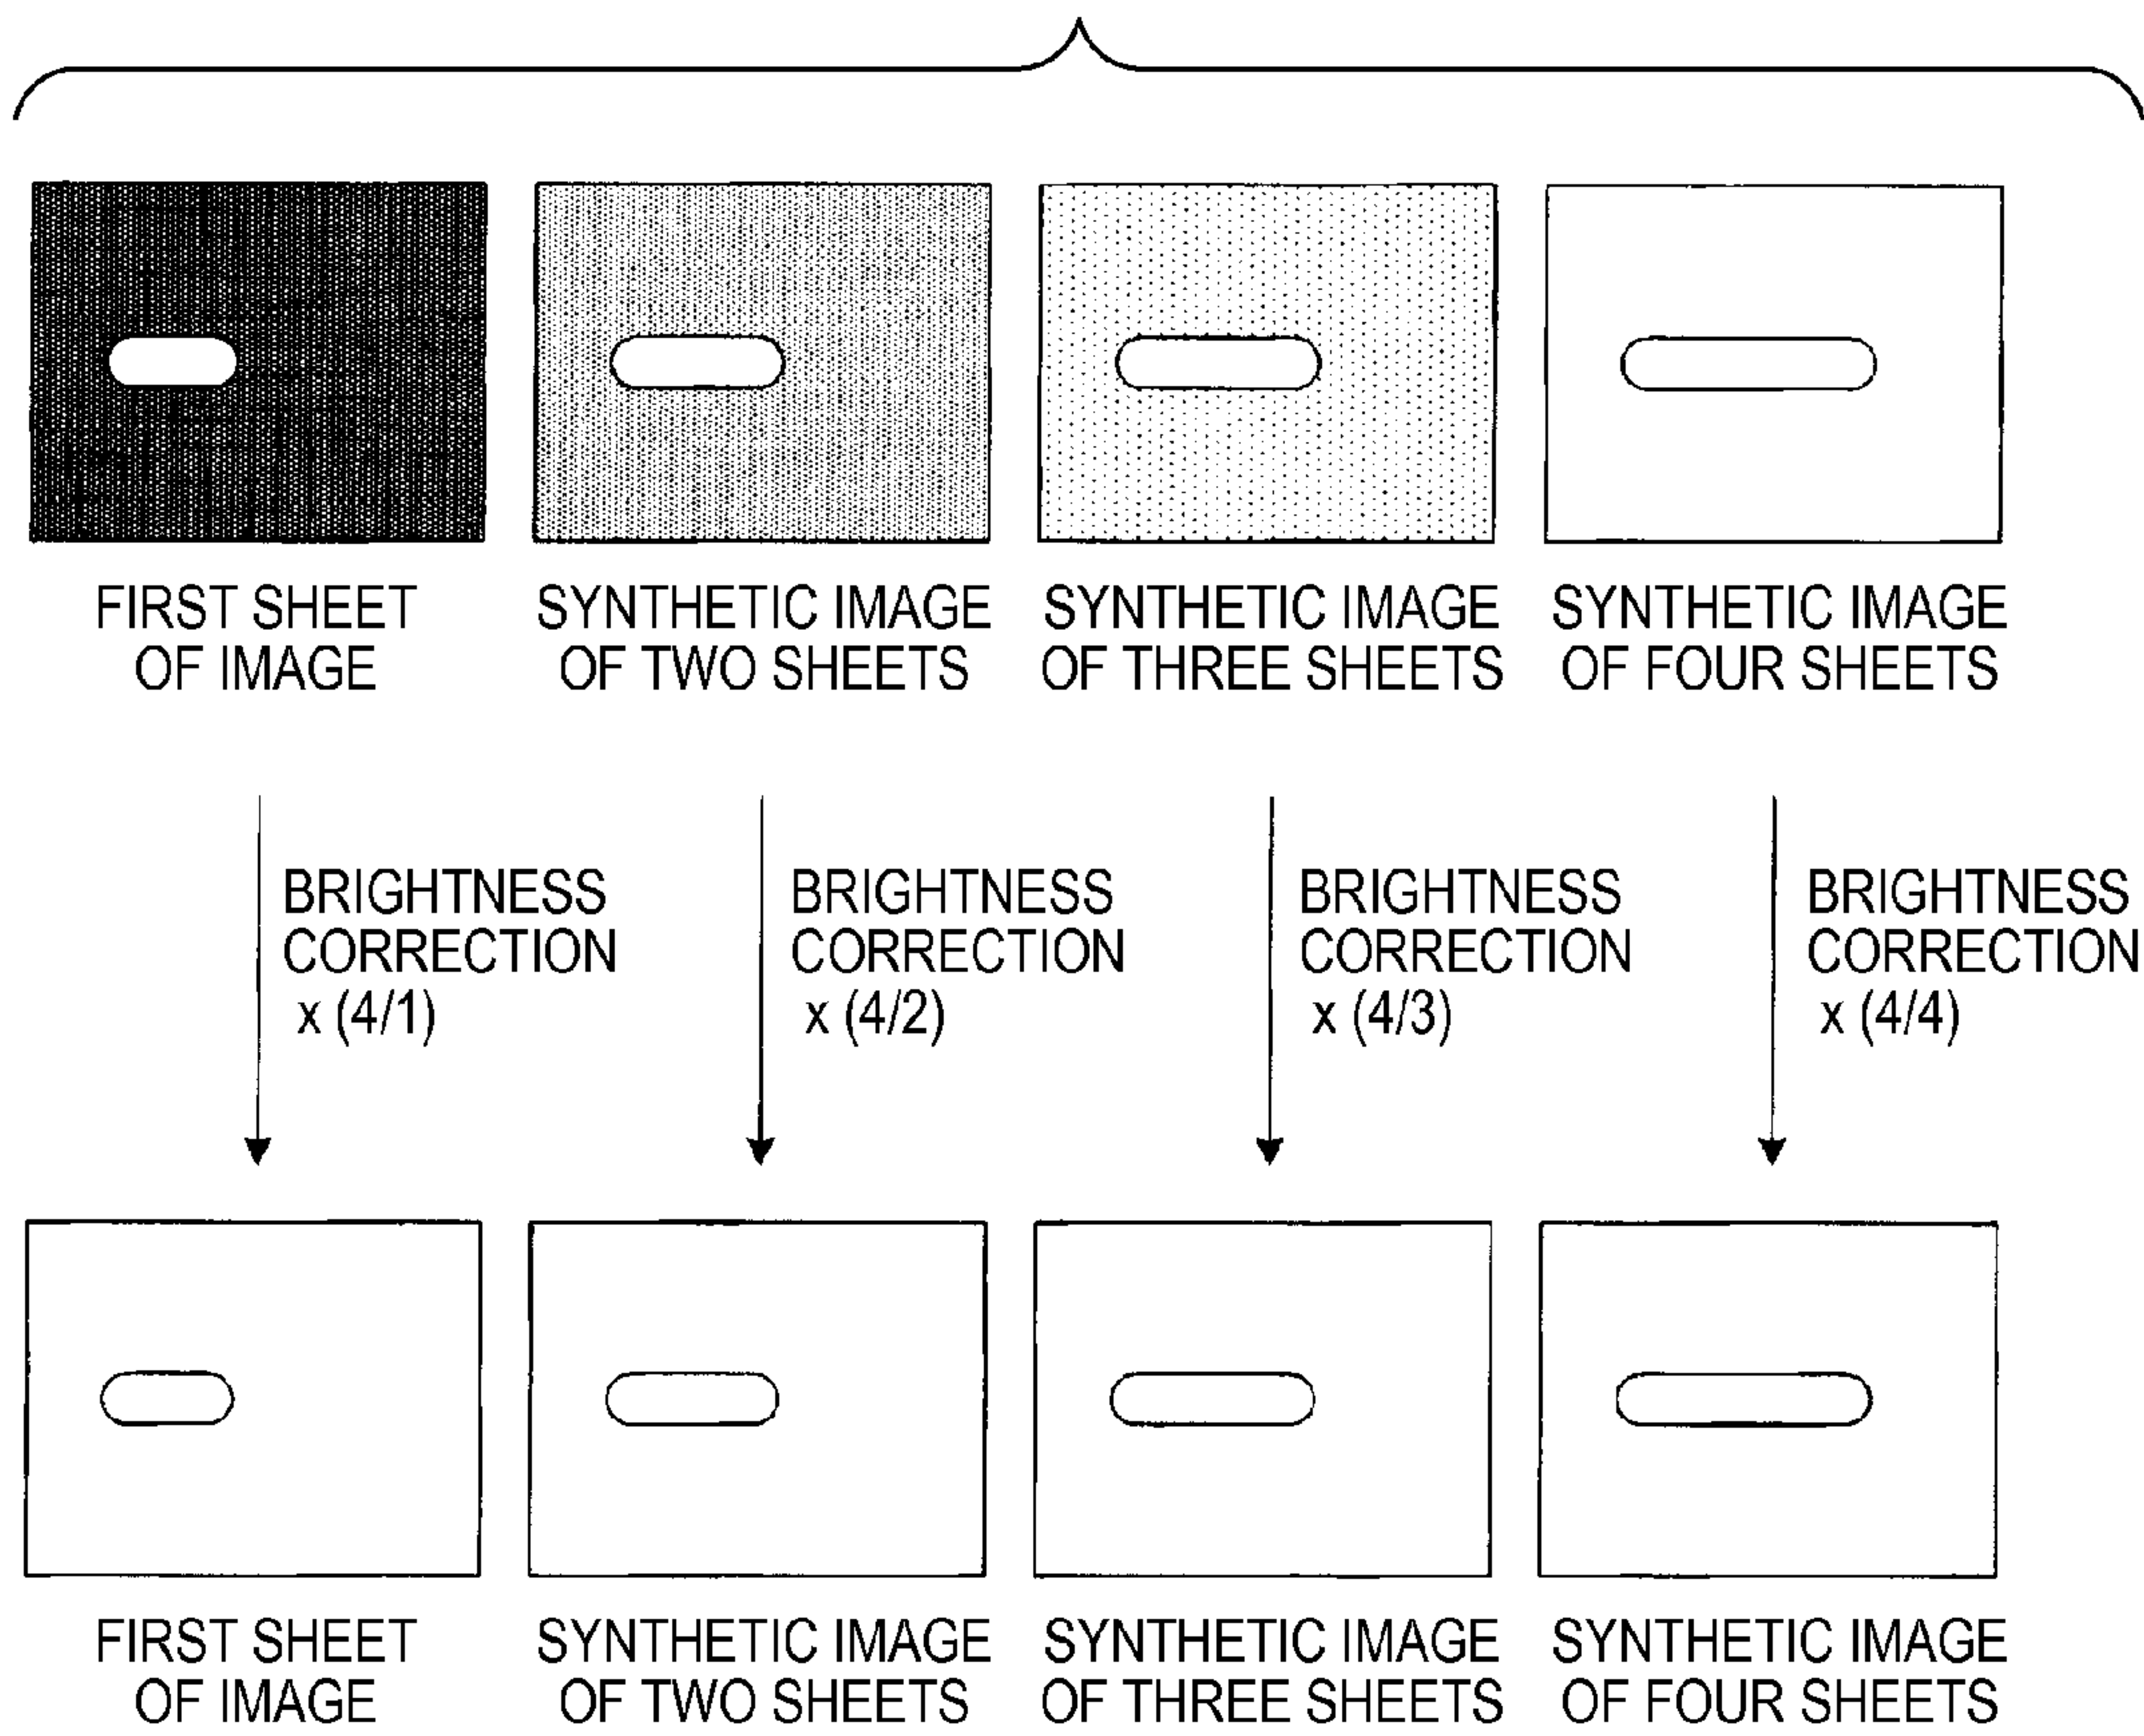 FIRST SHEET
OF IMAGE
SYNTHETIC IMAGE
OF TWO SHEETS
SYNTHETIC IMAGE
OF THREE SHEETS
SYNTHETIC IMAGE
OF FOUR SHEETS
BRIGHTNESS
CORRECTION
x (4/1)
BRIGHTNESS
CORRECTION
x (4/2)
BRIGHTNESS
CORRECTION
x (4/3)
BRIGHTNESS
CORRECTION
x (4/4)
FIRST SHEET
OF IMAGE
SYNTHETIC IMAGE
OF TWO SHEETS
SYNTHETIC IMAGE
OF THREE SHEETS
SYNTHETIC IMAGE
OF FOUR SHEETS